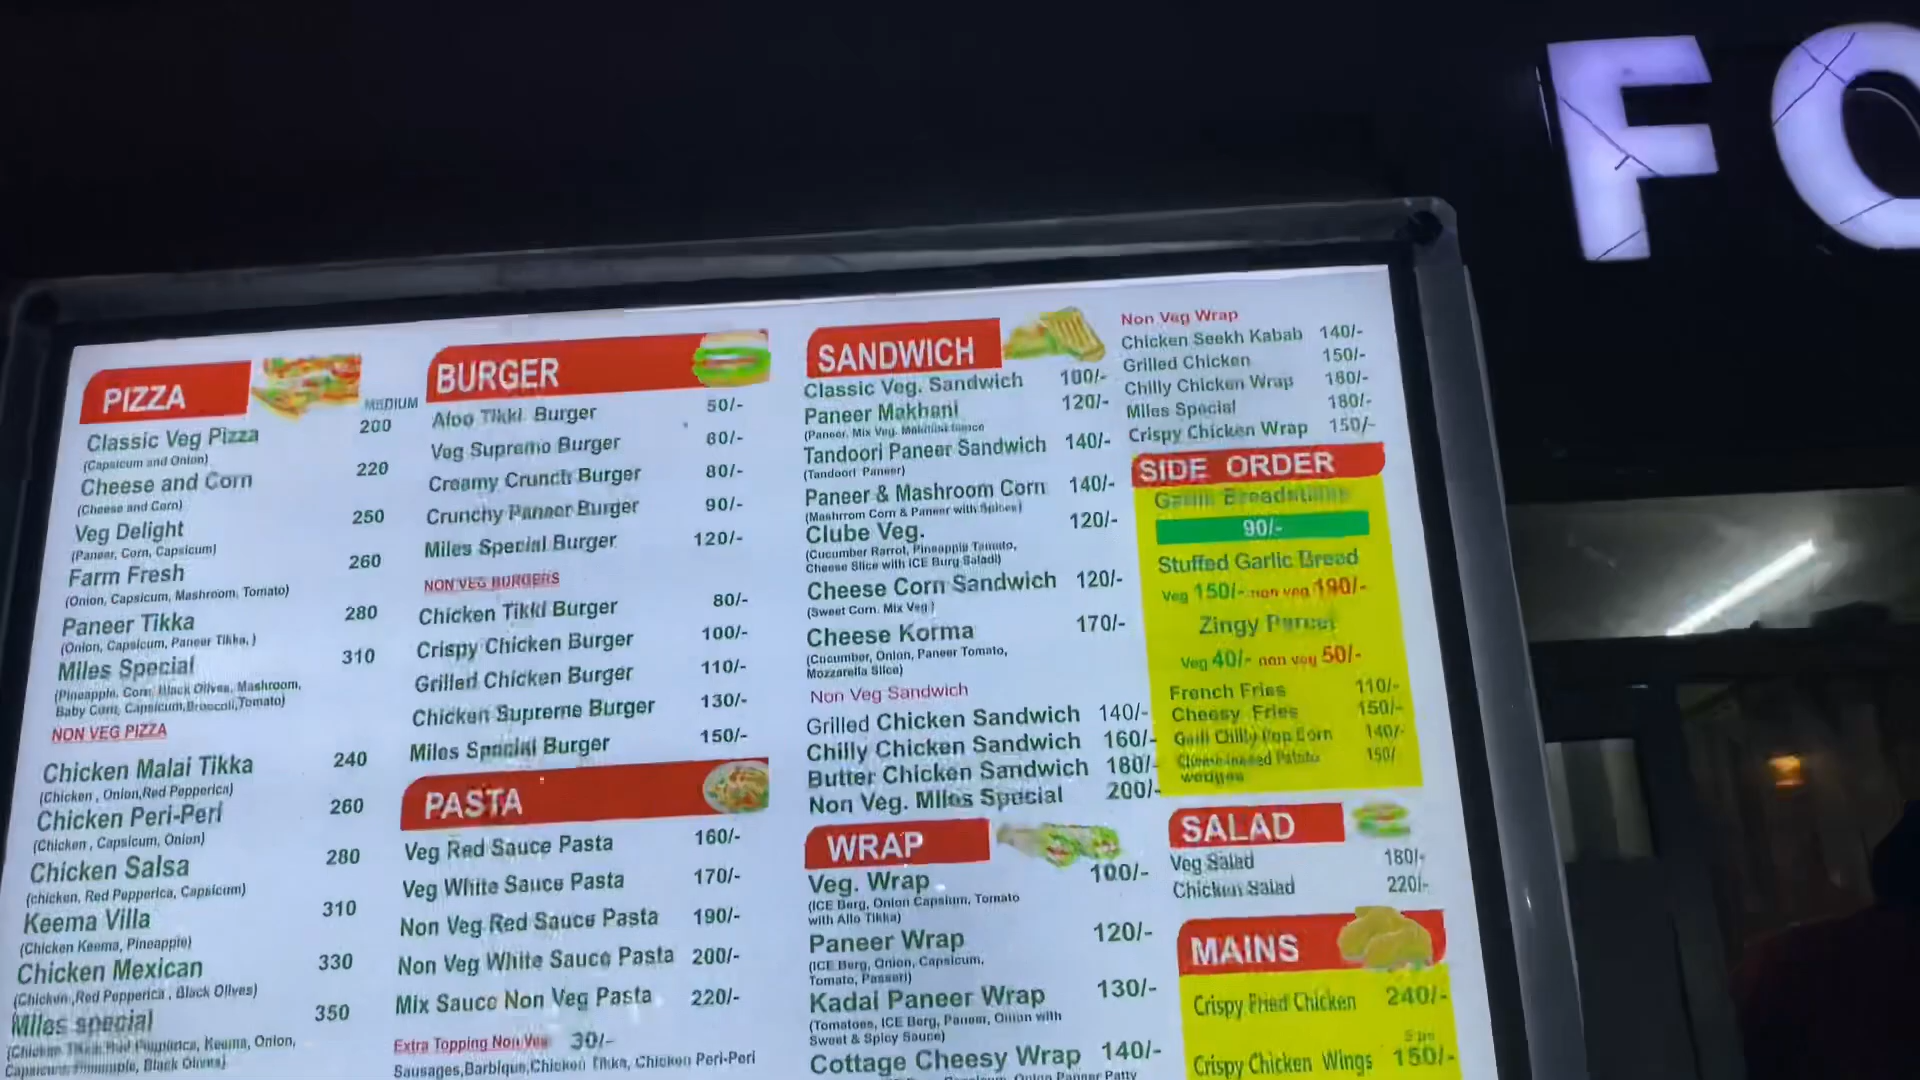 FO
PIZZA
MEDIUM
Classic Veg Pizza 200
(Capsicum and Onion)
Cheese and Corn 220
(Cheese and Corn)
Veg Delight 250
(Paneer, Corn, Capsicum)
Farm Fresh 260
(Onion, Capsicum, Mashroom, Tomato)
Paneer Tikka 280
(Onion, Capsicum, Paneer Tikka, )
Miles Special 310
(Pineapple, Corn, Black Olives, Mashroom,
Baby Corn, Capsicum,Broccoli,Tomato)
NON VEG PIZZA
Chicken Malai Tikka 240
(Chicken , Onion,Red Pepperica)
Chicken Peri-Peri 260
(Chicken , Capsicum, Onion)
Chicken Salsa 280
(chicken, Red Pepperica, Capsicum)
Keema Villa 310
(Chicken Keema, Pineapple)
Chicken Mexican 330
(Chicken ,Red Pepperica , Black Olives)
Miles special 350
Keema, Onion,
Black Olives)
BURGER
Aloo Tikki Burger 50/-
Veg Supremo Burger 60/-
Creamy Crunch Burger 80/-
Crunchy Paneer Burger 90/-
Miles Special Burger 120/-
NON VEG BURGERS
Chicken Tikki Burger 80/-
Crispy Chicken Burger 100/-
Grilled Chicken Burger 110/-
Chicken Supreme Burger 130/-
Miles Special Burger 150/-
PASTA
Veg Red Sauce Pasta 160/-
Veg White Sauce Pasta 170/-
Non Veg Red Sauce Pasta 190/-
Non Veg White Sauce Pasta 200/-
Mix Sauce Non Veg Pasta 220/-
Extra Topping Non Veg 30/-
Sausages,Barbique,Chicken Tikka, Chicken Peri-Peri
SANDWICH
Classic Veg. Sandwich 100/-
Paneer Makhani 120/-
(Paneer, Mix Veg, Makhni Sauce
Tandoori Paneer Sandwich 140/-
(Tandoori Paneer)
Paneer & Mashroom Corn 140/-
(Mashrrom Corn & Paneer with Spices)
Clube Veg. 120/-
(Cucumber Rarrot, Pineapple Tamato,
Cheese Slice with ICE Burg Saladi)
Cheese Corn Sandwich 120/-
(Sweet Corn. Mix Veg )
Cheese Korma 170/-
(Cucumber, Onion, Paneer Tomato,
Mozzarella Slice)
Non Veg Sandwich
Grilled Chicken Sandwich 140/-
Chilly Chicken Sandwich 160/-
Butter Chicken Sandwich 180/-
Non Veg. Miles Special 200/-
WRAP
Veg. Wrap 100/-
(ICE Berg, Onion Capsium, Tomato
with Allo Tikka)
Paneer Wrap 120/-
(ICE Berg, Onion, Capsicum,
Tomato, Passeri)
Kadai Paneer Wrap 130/-
(Tomatoes, ICE Berg, Paneer, Onion with
Sweet & Spicy Sauce)
Cottage Cheesy Wrap 140/-
Onion Panner Patty
Non Veg Wrap
Chicken Seekh Kabab 140/-
Grilled Chicken 150/-
Chilly Chicken Wrap 180/-
Miles Special 180/-
Crispy Chicken Wrap 150/-
SIDE ORDER
Garlic
90/-
Stuffed Garlic Bread
Veg 150/- non veg 190/-
Zingy Parcel
Veg 40/- non veg 50/-
French Fries 110/-
Cheesy Fries 150/-
Chilly Pop Corn 140/-
Potato 150/
wedges
SALAD
Veg Salad 180/-
Chicken Salad 220/-
MAINS
Crispy Fried Chicken 240/-
Crispy Chicken Wings 150/-